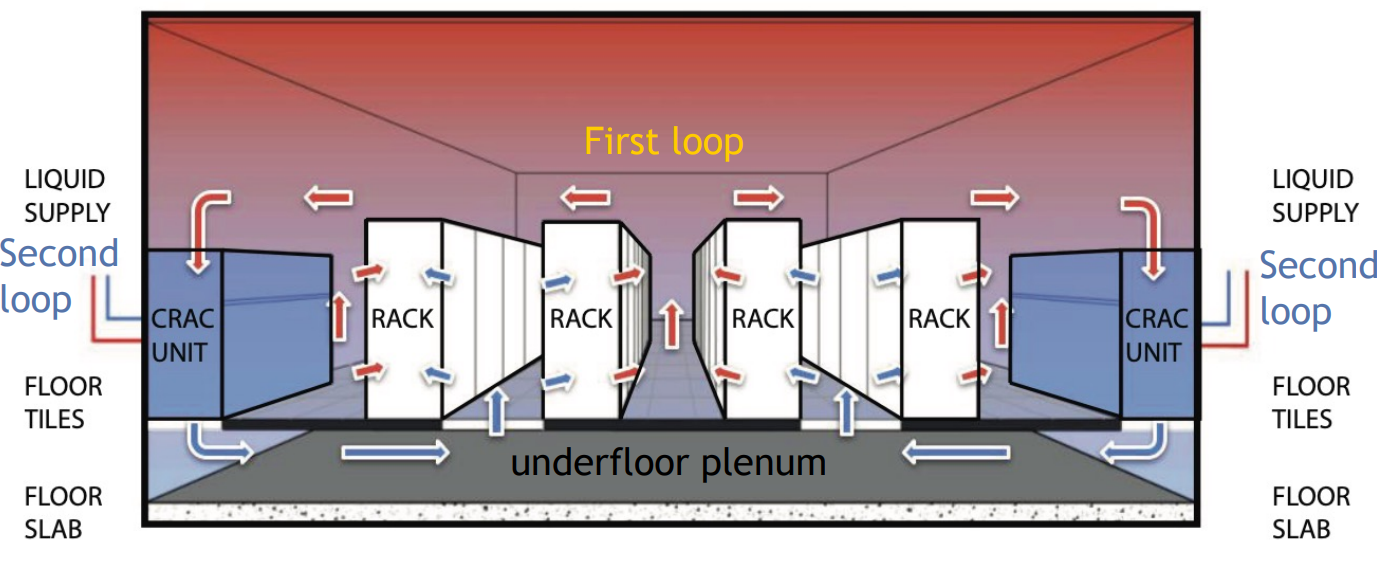 First loop
LIQUID
SUPPLY
Second
loop
LIQUID
SUPPLY
Second
loop
CRAC
UNIT
RACK
RACK
RACK
RACK
CRAC
UNIT
FLOOR
TILES
FLOOR
TILES
underfloor plenum
FLOOR
SLAB
FLOOR
SLAB